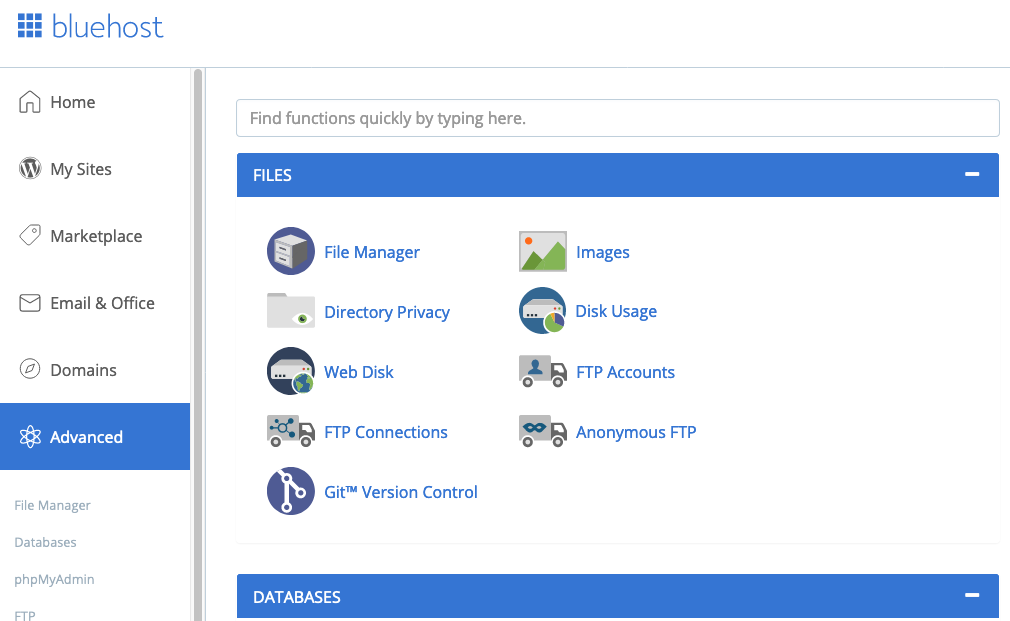 bluehost
Home
My Sites
Marketplace
Email & Office
Domains
Advanced
File Manager
Databases
phpMyAdmin
FTP
Find functions quickly by typing here.
FILES
File Manager
Images
Directory Privacy
Disk Usage
Web Disk
FTP Accounts
FTP Connections
Anonymous FTP
Git™ Version Control
DATABASES